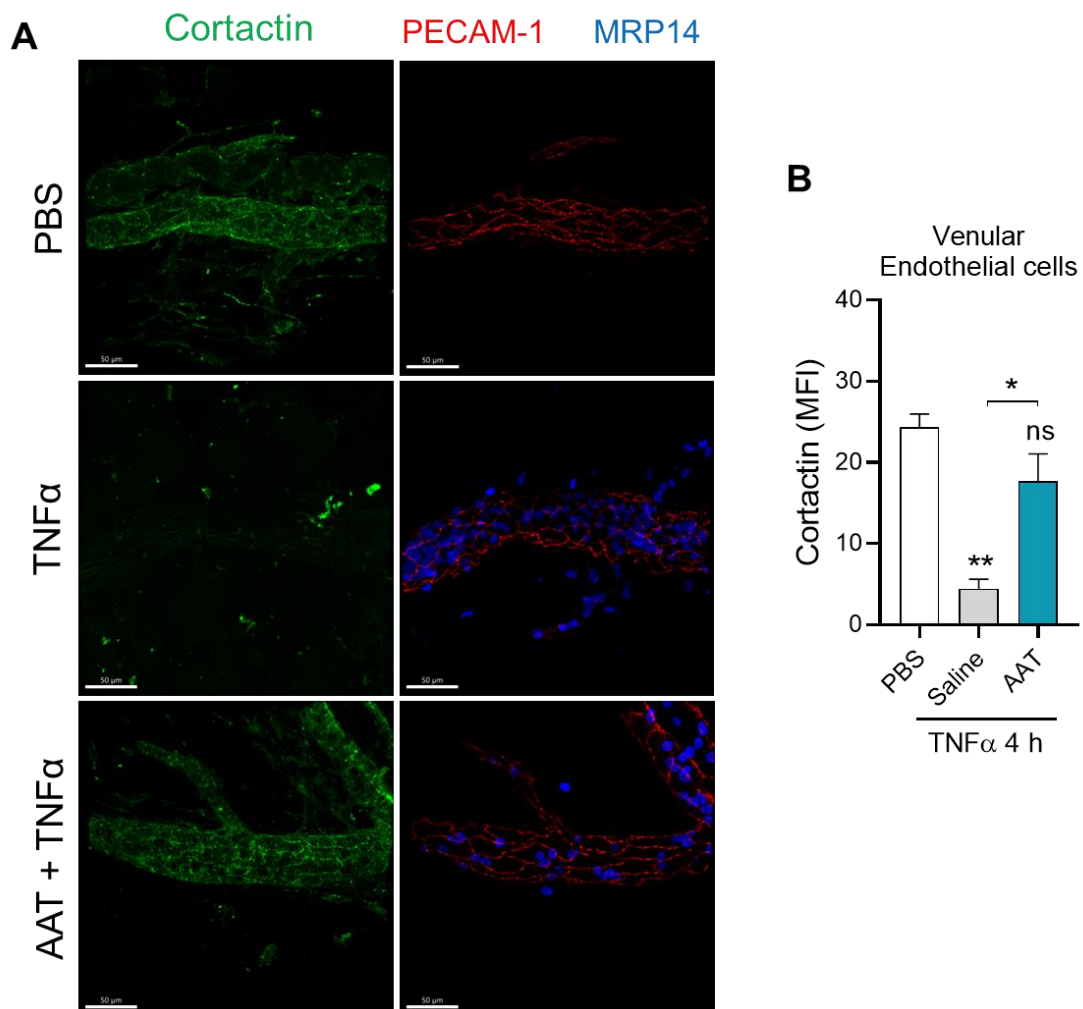 A
Cortactin
PECAM-1
MRP14
PBS
50 µm
50 µm
TNFα
50 µm
50 µm
AAT + TNFα
50 µm
50 µm
B
Venular
Endothelial cells
Cortactin (MFI)
40
30
20
10
0
*
ns
**
PBS
Saline
AAT
TNFα 4 h